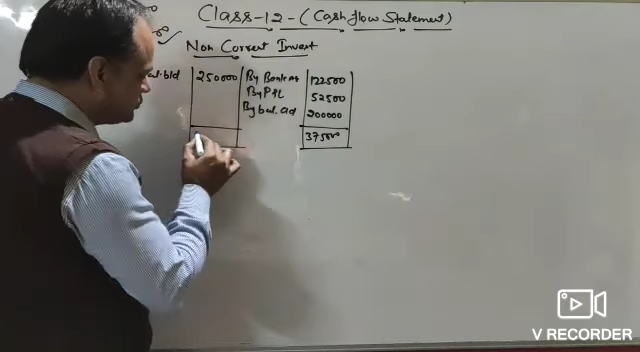 Class-12-(Cash flow Statement)
Non Current Invest
bal. b/d 250000 By Bank A/c 122500
By P&L 52500
By bal. c/d 200000
375000
V RECORDER